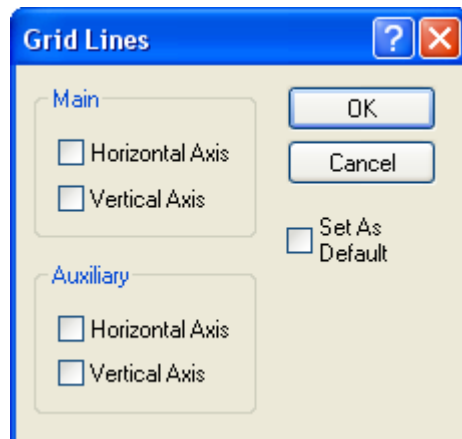 Grid Lines
Main
Horizontal Axis
Vertical Axis
OK
Cancel
Set As
Default
Auxiliary
Horizontal Axis
Vertical Axis